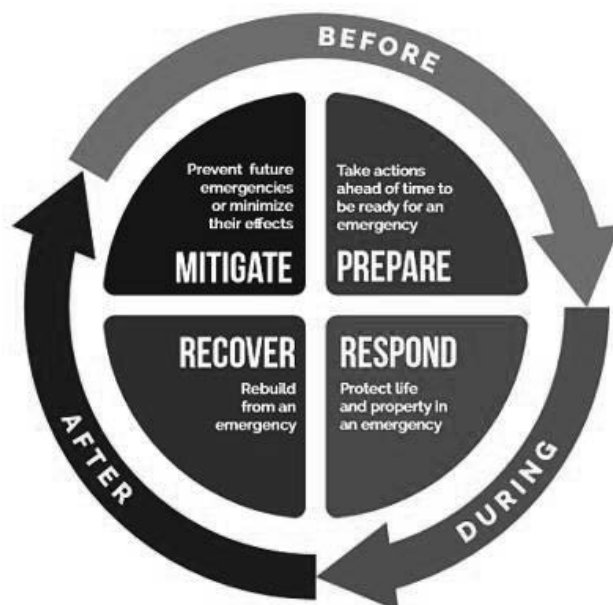 BEFORE
Prevent future
emergencies
or minimize
their effects
MITIGATE
Take actions
ahead of time to
be ready for an
emergency
PREPARE
RECOVER
Rebuild
from an
emergency
RESPOND
Protect life
and property in
an emergency
AFTER
DURING